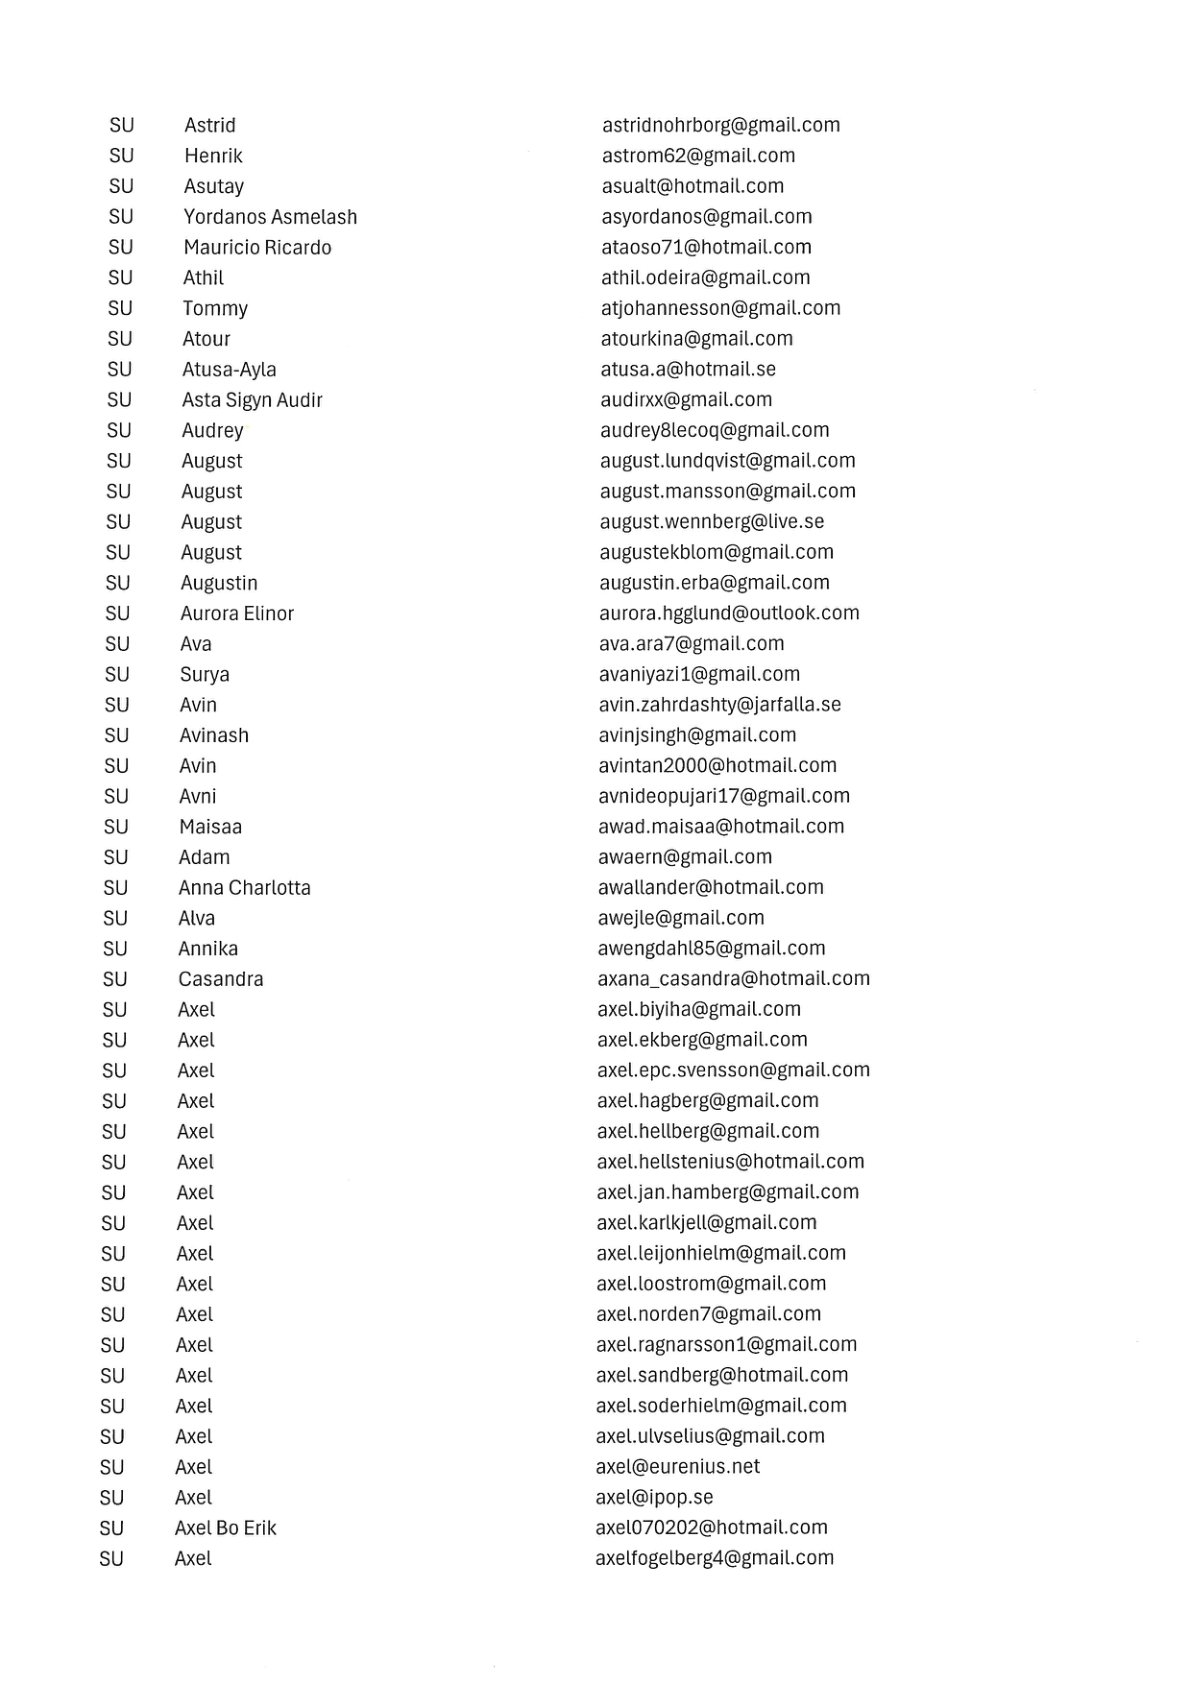 SU Astrid astridnohrborg@gmail.com
SU Henrik astrom62@gmail.com
SU Asutay asualt@hotmail.com
SU Yordanos Asmelash asyordanos@gmail.com
SU Mauricio Ricardo ataoso71@hotmail.com
SU Athil athil.odeira@gmail.com
SU Tommy atjohannesson@gmail.com
SU Atour atourkina@gmail.com
SU Atusa-Ayla atusa.a@hotmail.se
SU Asta Sigyn Audir audirxx@gmail.com
SU Audrey audrey8lecoq@gmail.com
SU August august.lundqvist@gmail.com
SU August august.mansson@gmail.com
SU August august.wennberg@live.se
SU August augustekblom@gmail.com
SU Augustin augustin.erba@gmail.com
SU Aurora Elinor aurora.hgglund@outlook.com
SU Ava ava.ara7@gmail.com
SU Surya avaniyazi1@gmail.com
SU Avin avin.zahrdashty@jarfalla.se
SU Avinash avinjsingh@gmail.com
SU Avin avintan2000@hotmail.com
SU Avni avnideopujari17@gmail.com
SU Maisaa awad.maisaa@hotmail.com
SU Adam awaern@gmail.com
SU Anna Charlotta awallander@hotmail.com
SU Alva awejle@gmail.com
SU Annika awengdahl85@gmail.com
SU Casandra axana_casandra@hotmail.com
SU Axel axel.biyiha@gmail.com
SU Axel axel.ekberg@gmail.com
SU Axel axel.epc.svensson@gmail.com
SU Axel axel.hagberg@gmail.com
SU Axel axel.hellberg@gmail.com
SU Axel axel.hellstenius@hotmail.com
SU Axel axel.jan.hamberg@gmail.com
SU Axel axel.karlkjell@gmail.com
SU Axel axel.leijonhielm@gmail.com
SU Axel axel.loostrom@gmail.com
SU Axel axel.norden7@gmail.com
SU Axel axel.ragnarsson1@gmail.com
SU Axel axel.sandberg@hotmail.com
SU Axel axel.soderhielm@gmail.com
SU Axel axel.ulvselius@gmail.com
SU Axel axel@eurenius.net
SU Axel axel@ipop.se
SU Axel Bo Erik axel070202@hotmail.com
SU Axel axelfogelberg4@gmail.com